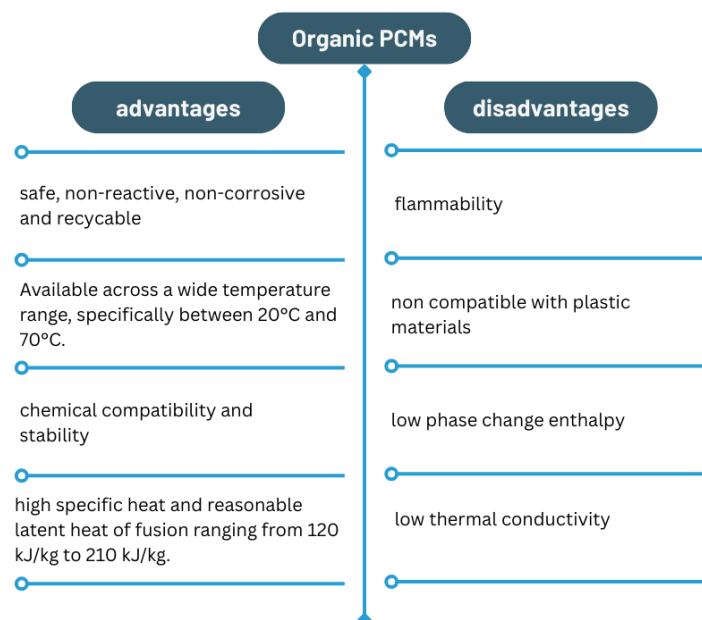 Organic PCMs
advantages
safe, non-reactive, non-corrosive
and recycable
Available across a wide temperature
range, specifically between 20°C and
70°C.
chemical compatibility and
stability
high specific heat and reasonable
latent heat of fusion ranging from 120
kJ/kg to 210 kJ/kg.
disadvantages
flammability
non compatible with plastic
materials
low phase change enthalpy
low thermal conductivity